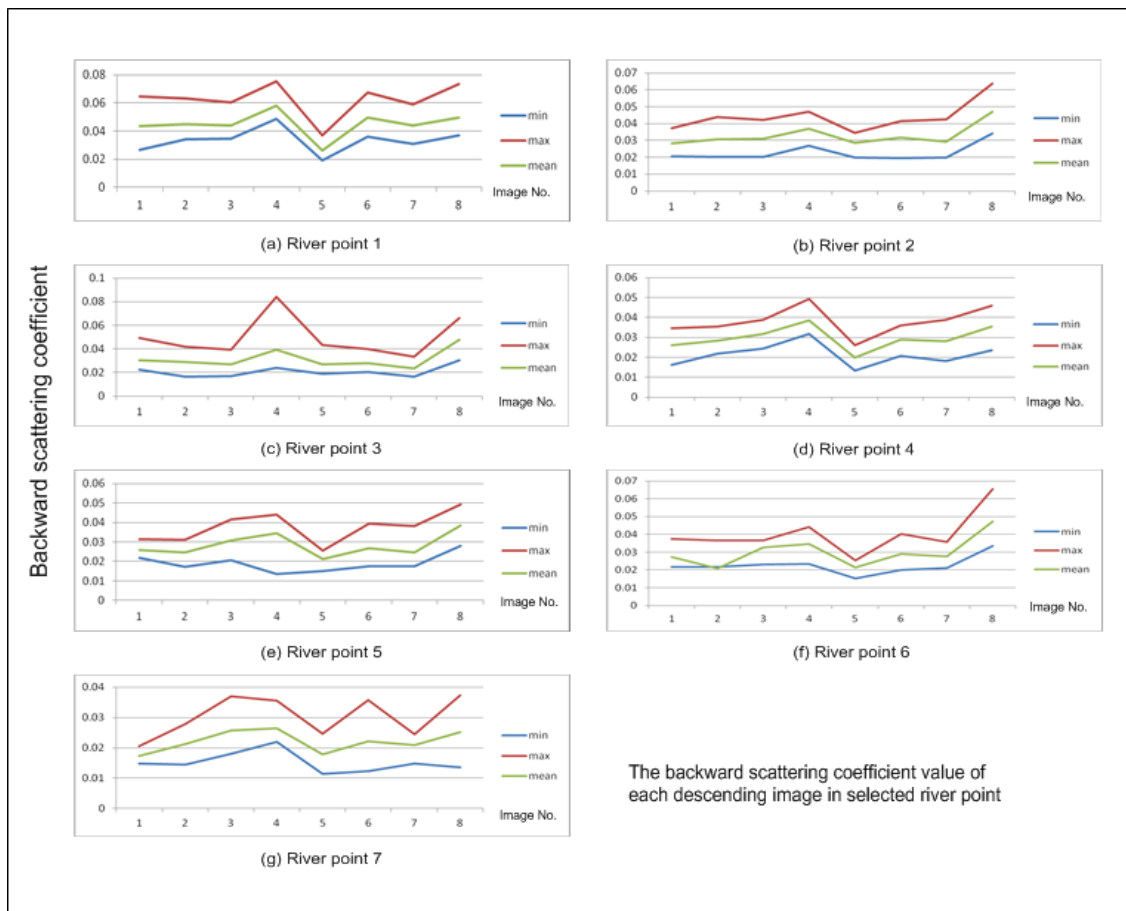 Backward scattering coefficient
0.08
0.06
0.04
0.02
0
min
max
mean
Image No.
1 2 3 4 5 6 7 8
(a) River point 1
0.07
0.06
0.05
0.04
0.03
0.02
0.01
0
min
max
mean
Image No.
1 2 3 4 5 6 7 8
(b) River point 2
0.1
0.08
0.06
0.04
0.02
0
min
max
mean
Image No.
1 2 3 4 5 6 7 8
(c) River point 3
0.06
0.05
0.04
0.03
0.02
0.01
0
min
max
mean
Image No.
1 2 3 4 5 6 7 8
(d) River point 4
0.06
0.05
0.04
0.03
0.02
0.01
0
min
max
mean
Image No.
1 2 3 4 5 6 7 8
(e) River point 5
0.07
0.06
0.05
0.04
0.03
0.02
0.01
0
min
max
mean
Image No.
1 2 3 4 5 6 7 8
(f) River point 6
0.04
0.03
0.02
0.01
0
min
max
mean
Image No.
1 2 3 4 5 6 7 8
(g) River point 7
The backward scattering coefficient value of
each descending image in selected river point